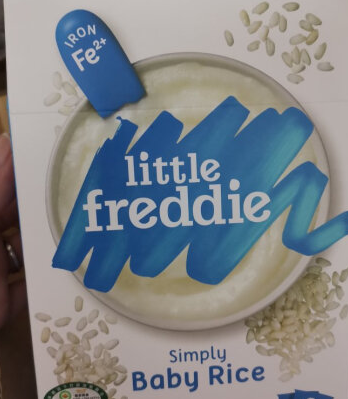 IRON
Fe2+
little
freddie
Simply
Baby Rice